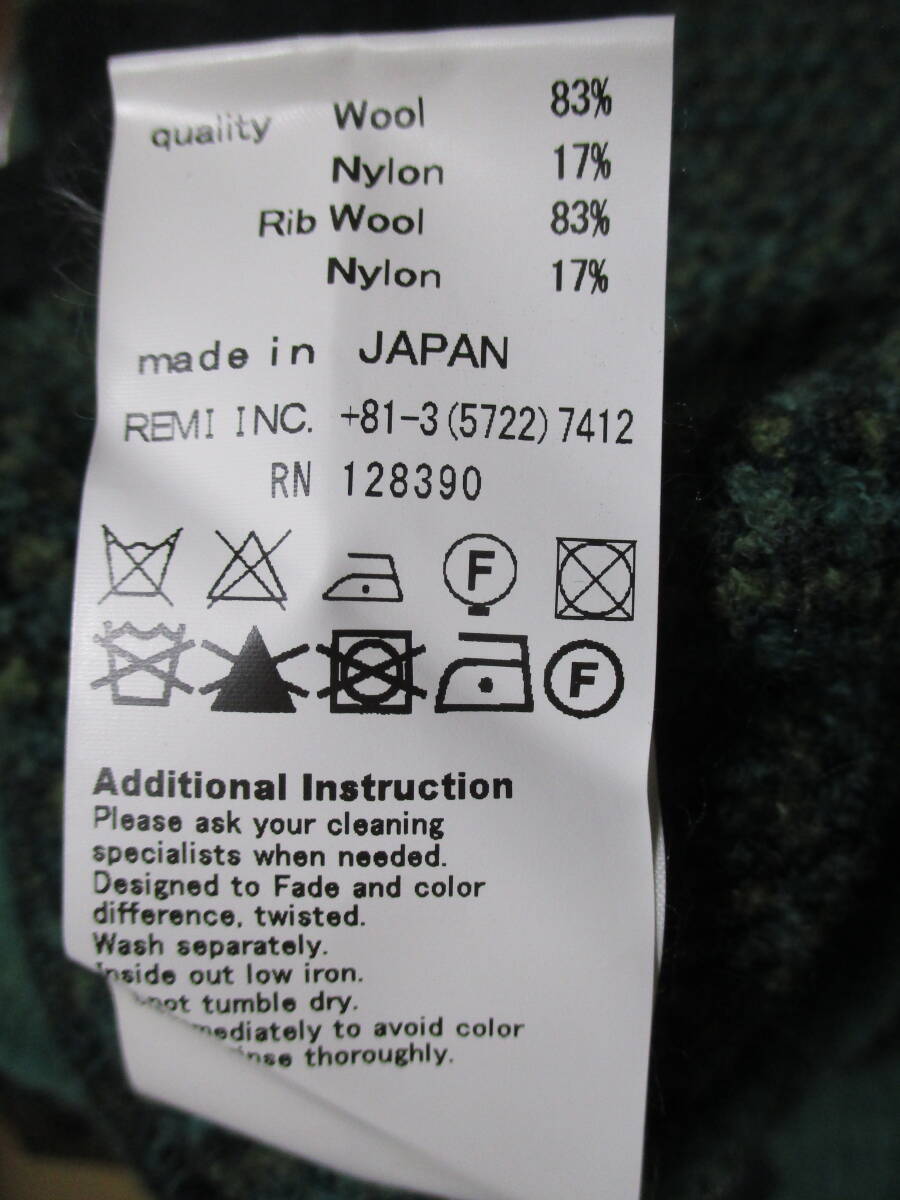 quality Wool 83%
Nylon 17%
Rib Wool 83%
Nylon 17%
made in JAPAN
REMI INC. +81-3(5722)7412
RN 128390
F
F
Additional Instruction
Please ask your cleaning
specialists when needed.
Designed to Fade and color
difference, twisted.
Wash separately.
Inside out low iron.
not tumble dry.
to avoid color
thoroughly.